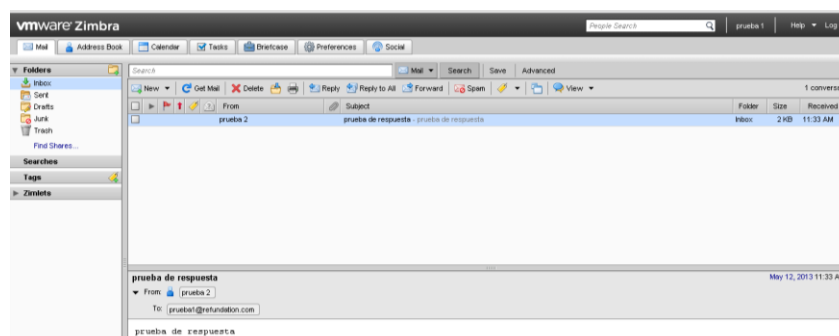 vmware Zimbra People Search prueba 1 Help Log
Mail Address Book Calendar Tasks Briefcase Preferences Social
Folders Search Mail Search Save Advanced
Inbox New Get Mail Delete Reply Reply to All Forward Spam View 1 convers
Sent
Drafts From Subject Folder Size Received
Junk prueba 2 prueba de respuesta - prueba de respuesta Inbox 2 KB 11:33 AM
Trash
Find Shares...
Searches
Tags
Zimlets
prueba de respuesta May 12, 2013 11:33 A
From: prueba 2
To: prueba1@refundation.com
prueba de respuesta